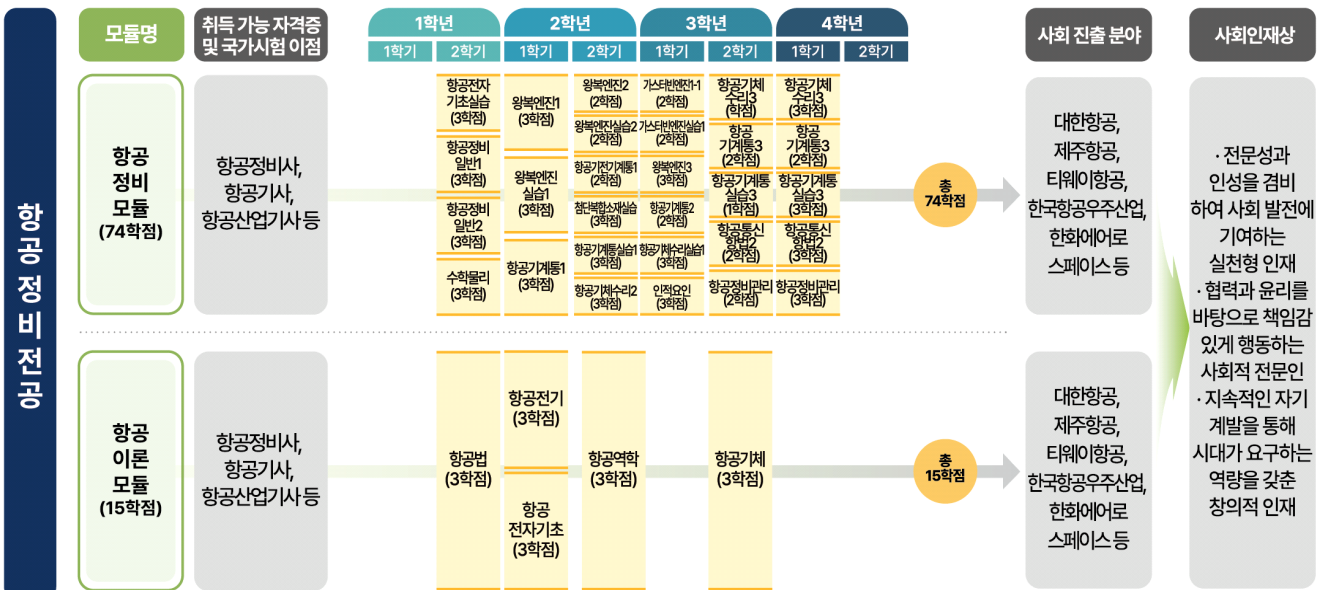 항공정비전공
모듈명
취득 가능 자격증
및 국가시험 이점
1학년
2학년
3학년
4학년
1학기
2학기
1학기
2학기
1학기
2학기
1학기
2학기
사회 진출 분야
사회인재상
항공
정비
모듈
(74학점)
항공정비사,
항공기사,
항공산업기사 등
항공전자
기초실습
(3학점)
항공정비
일반1
(3학점)
항공정비
일반2
(3학점)
수학물리
(3학점)
왕복엔진1
(3학점)
왕복엔진
실습1
(3학점)
항공기계통1
(3학점)
왕복엔진2
(2학점)
왕복엔진실습2
(2학점)
항공기전기계통1
(2학점)
첨단복합소재실습
(3학점)
항공기계통실습1
(3학점)
항공기체수리2
(3학점)
가스터빈엔진1-1
(2학점)
가스터빈엔진실습1
(2학점)
왕복엔진3
(3학점)
항공기계통2
(2학점)
항공기체수리실습1
(3학점)
인적요인
(3학점)
항공기체
수리3
(학점)
항공
기계통3
(2학점)
항공기계통
실습3
(1학점)
항공통신
항법2
(2학점)
항공정비관리
(2학점)
항공기체
수리3
(3학점)
항공
기계통3
(2학점)
항공기계통
실습3
(3학점)
항공통신
항법2
(3학점)
항공정비관리
(3학점)
총
74학점
대한항공,
제주항공,
티웨이항공,
한국항공우주산업,
한화에어로
스페이스 등
항공
이론
모듈
(15학점)
항공정비사,
항공기사,
항공산업기사 등
항공법
(3학점)
항공전기
(3학점)
항공
전자기초
(3학점)
항공역학
(3학점)
항공기체
(3학점)
총
15학점
대한항공,
제주항공,
티웨이항공,
한국항공우주산업,
한화에어로
스페이스 등
· 전문성과
인성을 겸비
하여 사회 발전에
기여하는
실천형 인재
· 협력과 윤리를
바탕으로 책임감
있게 행동하는
사회적 전문인
· 지속적인 자기
계발을 통해
시대가 요구하는
역량을 갖춘
창의적 인재